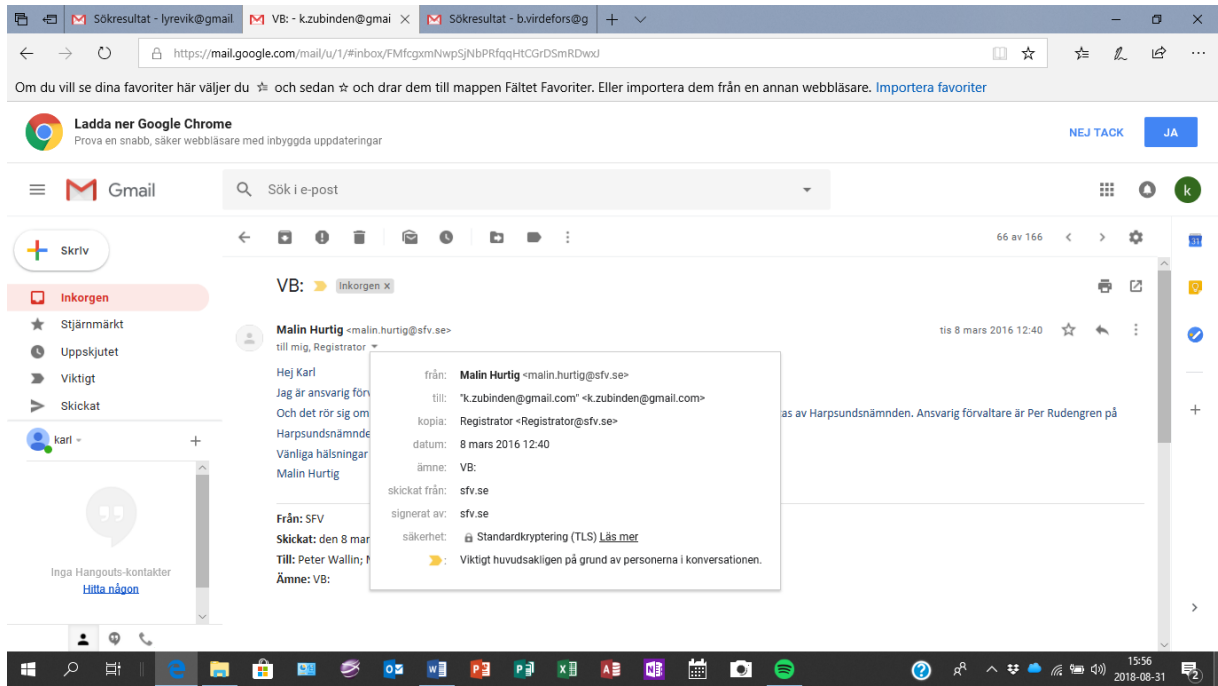 Sökresultat - lyrevik@gmail
VB: - k.zubinden@gmai
Sökresultat - b.virdefors@g
https://mail.google.com/mail/u/1/#inbox/FMfcgxmNwpSjNbPRfqqHtCGrDSmRDwxJ
Om du vill se dina favoriter här väljer du och sedan och drar dem till mappen Fältet Favoriter. Eller importera dem från en annan webbläsare. Importera favoriter
Ladda ner Google Chrome
Prova en snabb, säker webbläsare med inbyggda uppdateringar
NEJ TACK
JA
Gmail
Sök i e-post
k
Skriv
66 av 166
31
VB:
Inkorgen x
Inkorgen
Stjärnmärkt
Uppskjutet
Viktigt
Skickat
karl
Inga Hangouts-kontakter
Hitta någon
Malin Hurtig <malin.hurtig@sfv.se>
tis 8 mars 2016 12:40
till mig, Registrator
Hej Karl
Jag är ansvarig förv
Och det rör sig om as av Harpsundsnämnden. Ansvarig förvaltare är Per Rudengren på
Harpsundsnämnde
Vänliga hälsningar
Malin Hurtig
från: Malin Hurtig <malin.hurtig@sfv.se>
till: "k.zubinden@gmail.com" <k.zubinden@gmail.com>
kopia: Registrator <Registrator@sfv.se>
datum: 8 mars 2016 12:40
ämne: VB:
skickat från: sfv.se
signerat av: sfv.se
säkerhet: Standardkryptering (TLS) Läs mer
: Viktigt huvudsakligen på grund av personerna i konversationen.
Från: SFV
Skickat: den 8 mar
Till: Peter Wallin; M
Ämne: VB:
15:56
2018-08-31
2